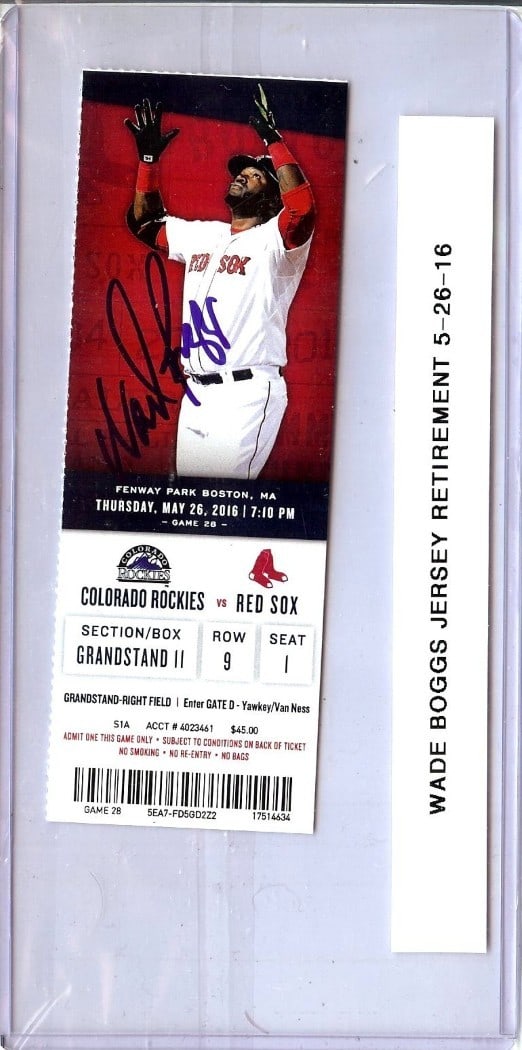 RED SOX
Wade Boggs
FENWAY PARK BOSTON, MA
THURSDAY, MAY 26, 2016 | 7:10 PM
– GAME 28 –
COLORADO
ROCKIES
COLORADO ROCKIES VS RED SOX
SECTION/BOX ROW SEAT
GRANDSTAND 11 9 1
GRANDSTAND-RIGHT FIELD | Enter GATE D - Yawkey/Van Ness
S1A ACCT # 4023461 $45.00
ADMIT ONE THIS GAME ONLY • SUBJECT TO CONDITIONS ON BACK OF TICKET
NO SMOKING • NO RE-ENTRY • NO BAGS
GAME 28 5EA7-FD5GD2Z2 17514634
WADE BOGGS JERSEY RETIREMENT 5-26-16